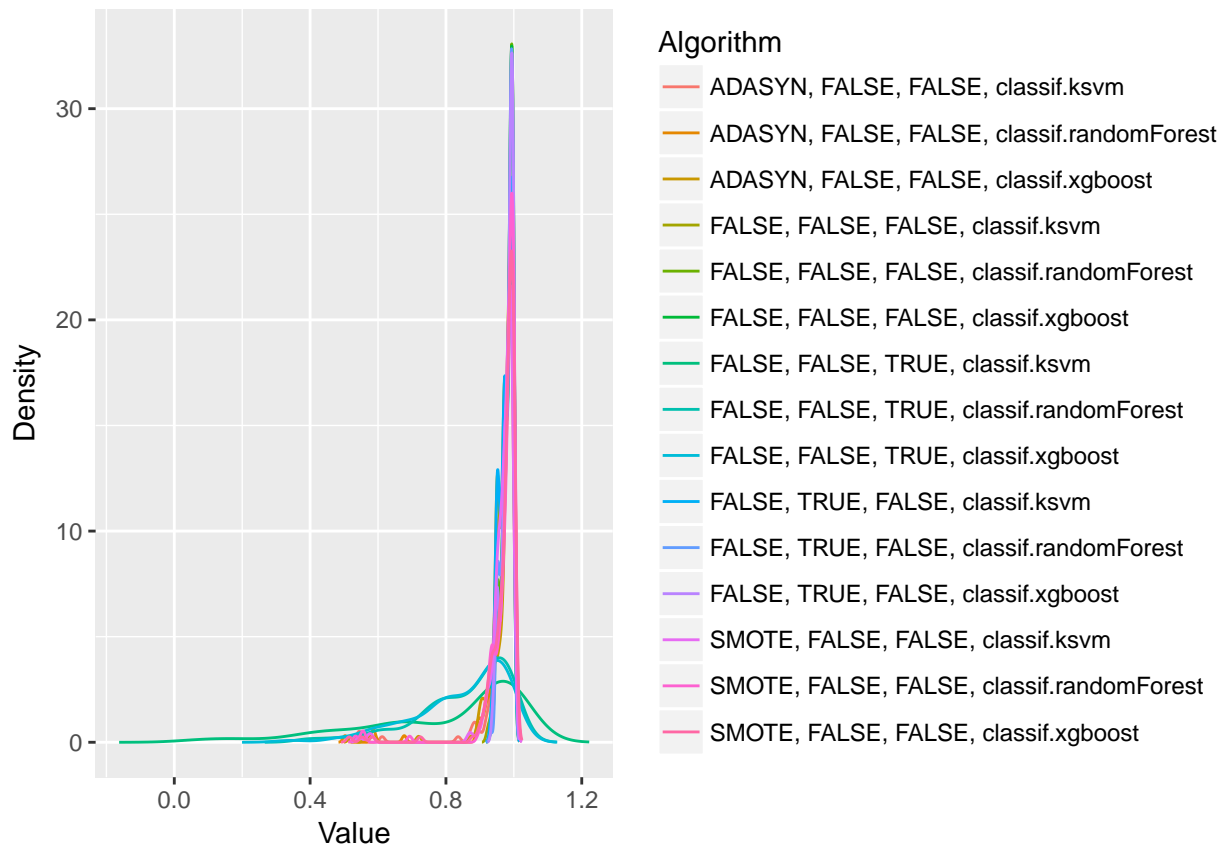 30
20
10
0
Density
0.0 0.4 0.8 1.2
Value
Algorithm
ADASYN, FALSE, FALSE, classif.ksvm
ADASYN, FALSE, FALSE, classif.randomForest
ADASYN, FALSE, FALSE, classif.xgboost
FALSE, FALSE, FALSE, classif.ksvm
FALSE, FALSE, FALSE, classif.randomForest
FALSE, FALSE, FALSE, classif.xgboost
FALSE, FALSE, TRUE, classif.ksvm
FALSE, FALSE, TRUE, classif.randomForest
FALSE, FALSE, TRUE, classif.xgboost
FALSE, TRUE, FALSE, classif.ksvm
FALSE, TRUE, FALSE, classif.randomForest
FALSE, TRUE, FALSE, classif.xgboost
SMOTE, FALSE, FALSE, classif.ksvm
SMOTE, FALSE, FALSE, classif.randomForest
SMOTE, FALSE, FALSE, classif.xgboost